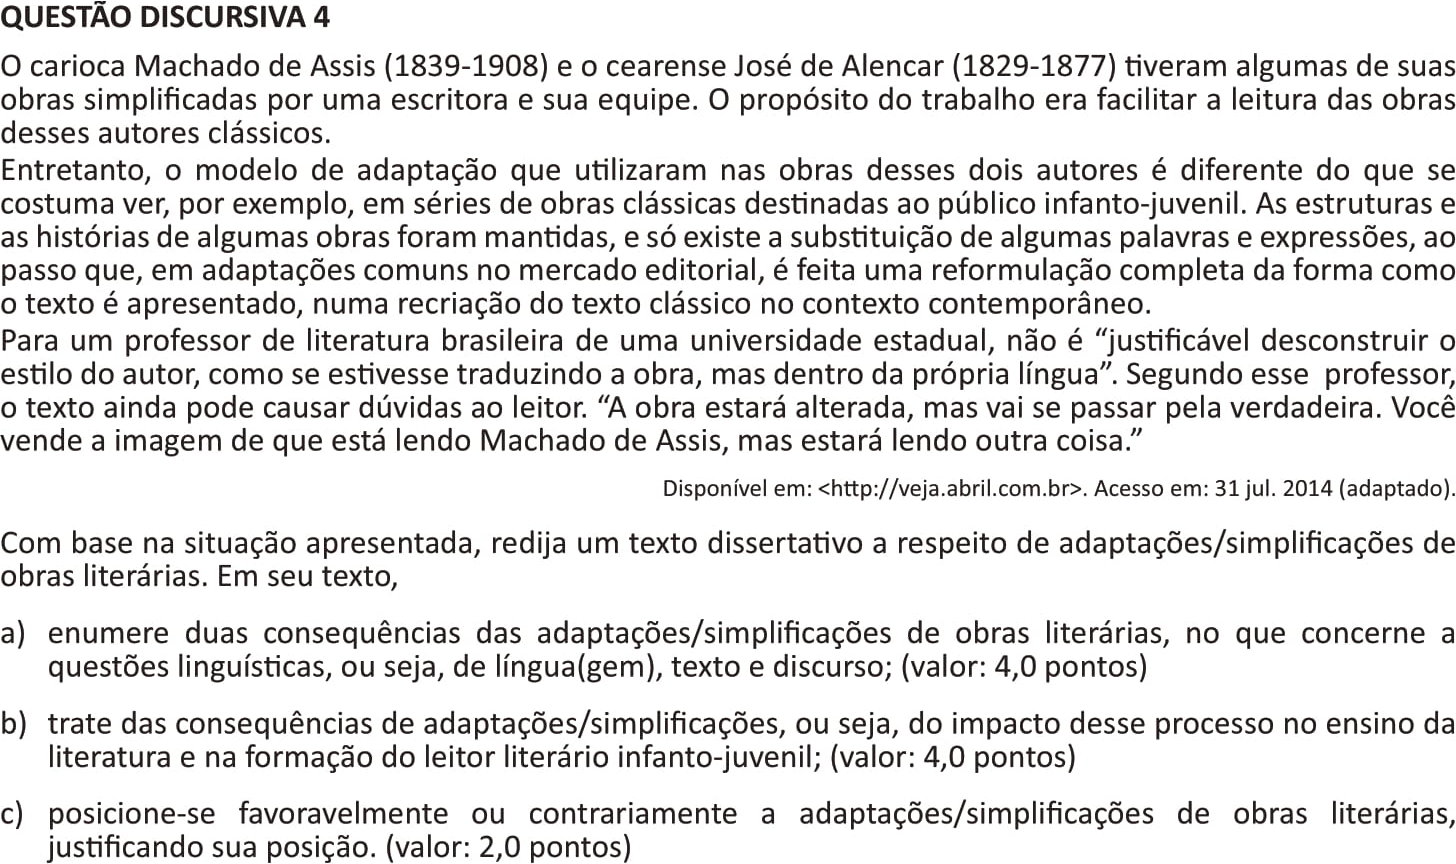 QUESTÃO DISCURSIVA 4
O carioca Machado de Assis (1839-1908) e o cearense José de Alencar (1829-1877) tiveram algumas de suas
obras simplificadas por uma escritora e sua equipe. O propósito do trabalho era facilitar a leitura das obras
desses autores clássicos.
Entretanto, o modelo de adaptação que utilizaram nas obras desses dois autores é diferente do que se
costuma ver, por exemplo, em séries de obras clássicas destinadas ao público infanto-juvenil. As estruturas e
as histórias de algumas obras foram mantidas, e só existe a substituição de algumas palavras e expressões, ao
passo que, em adaptações comuns no mercado editorial, é feita uma reformulação completa da forma como
o texto é apresentado, numa recriação do texto clássico no contexto contemporâneo.
Para um professor de literatura brasileira de uma universidade estadual, não é “justificável desconstruir o
estilo do autor, como se estivesse traduzindo a obra, mas dentro da própria língua”. Segundo esse professor,
o texto ainda pode causar dúvidas ao leitor. “A obra estará alterada, mas vai se passar pela verdadeira. Você
vende a imagem de que está lendo Machado de Assis, mas estará lendo outra coisa.”
Disponível em: <http://veja.abril.com.br>. Acesso em: 31 jul. 2014 (adaptado).
Com base na situação apresentada, redija um texto dissertativo a respeito de adaptações/simplificações de
obras literárias. Em seu texto,
a) enumere duas consequências das adaptações/simplificações de obras literárias, no que concerne a
questões linguísticas, ou seja, de língua(gem), texto e discurso; (valor: 4,0 pontos)
b) trate das consequências de adaptações/simplificações, ou seja, do impacto desse processo no ensino da
literatura e na formação do leitor literário infanto-juvenil; (valor: 4,0 pontos)
c) posicione-se favoravelmente ou contrariamente a adaptações/simplificações de obras literárias,
justificando sua posição. (valor: 2,0 pontos)